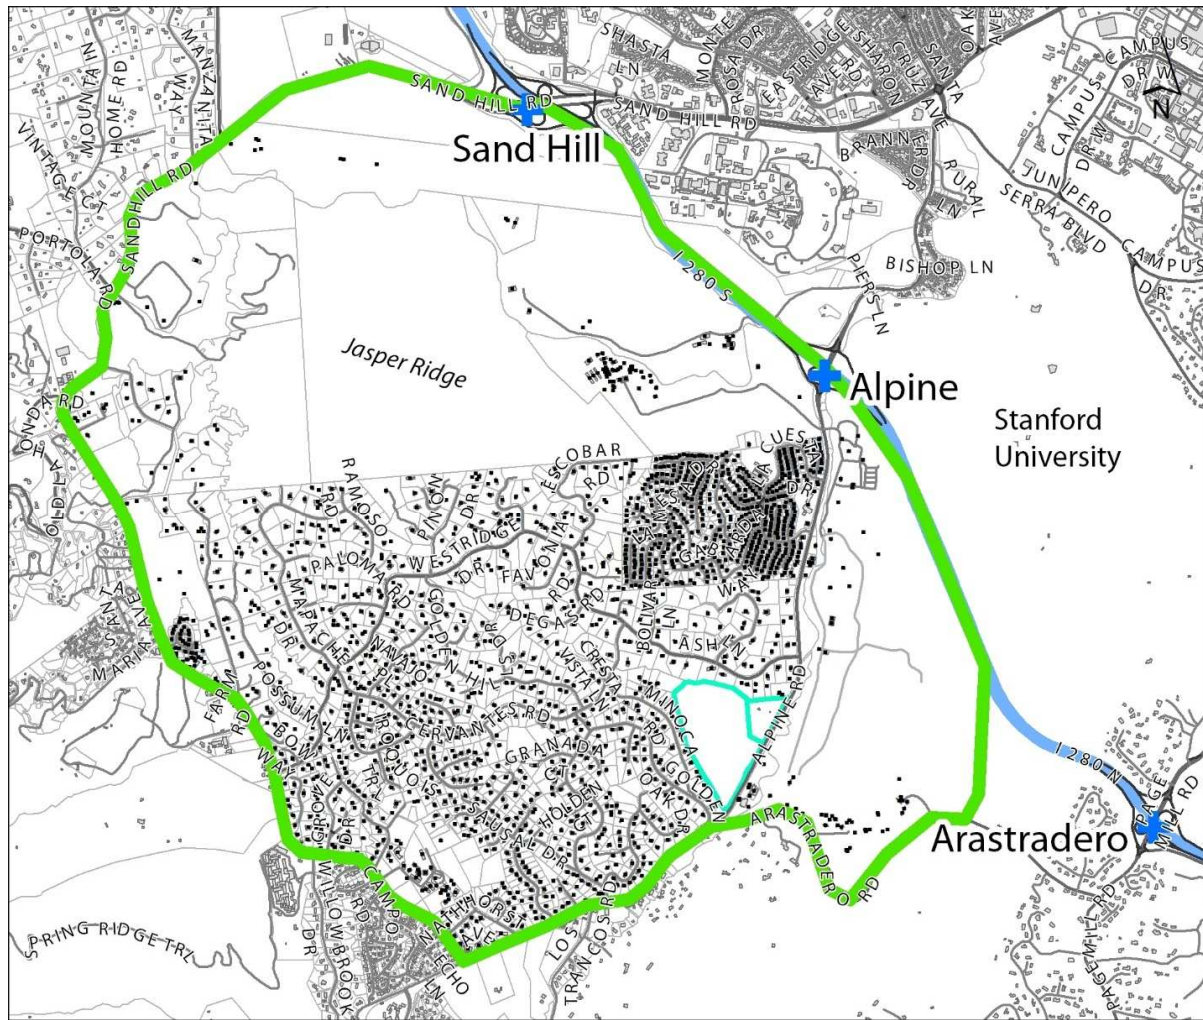 MOUNTAIN
HOME RD
MANZANITA
WAY
VINTAGE CT
SANDHILL RD
PORTOLA RD
SAND HILL RD
Sand Hill
SHASTA
LN
MONTE
ROSA DR
EASTRIDGE
AVE
SHARON
RD
CRUZ AVE
SANTA
OAK
AVE
SAND HILL RD
BRANNER DR
RURAL
LN
CAMPUS
DR W
CAMPUS
DR W
N
JUNIPERO
SERRA BLVD
CAMPUS
DR
BISHOP LN
PIERS LN
I 280 S
Jasper Ridge
Alpine
Stanford
University
HONDA RD
OLD LA
ESCOBAR
RD
LA CUESTA
DR
LA MESA DR
GABARDA
WAY
RAMOSO
RD
PINON
DR
WESTRIDGE
DR
FAVONIA
RD
PALOMA RD
MAPACHE
DR
GOLDEN HILLS DR
DEGAS RD
BOLIVAR
LN
ASH LN
NAVAJO
PL
CRESTA
VISTA LN
MINOCA
RD
SANTA
MARIA AVE
FARM
RD
POSSUM LN
BOW
WAY
GROVE
DR
CERVANTES RD
GRANADA
CT
HOLDEN
CT
GOLDEN
OAK DR
ALPINE RD
I 280 N
PAGE
MILL RD
Arastradero
ARASTRADERO
RD
SAUSAL DR
CAMPO
RD
WILLOWBROOK
DR
NATHHORST
AVE
ECHO
LN
LOS
TRANCOS RD
SPRING RIDGE TRL
PAGE MILL RD